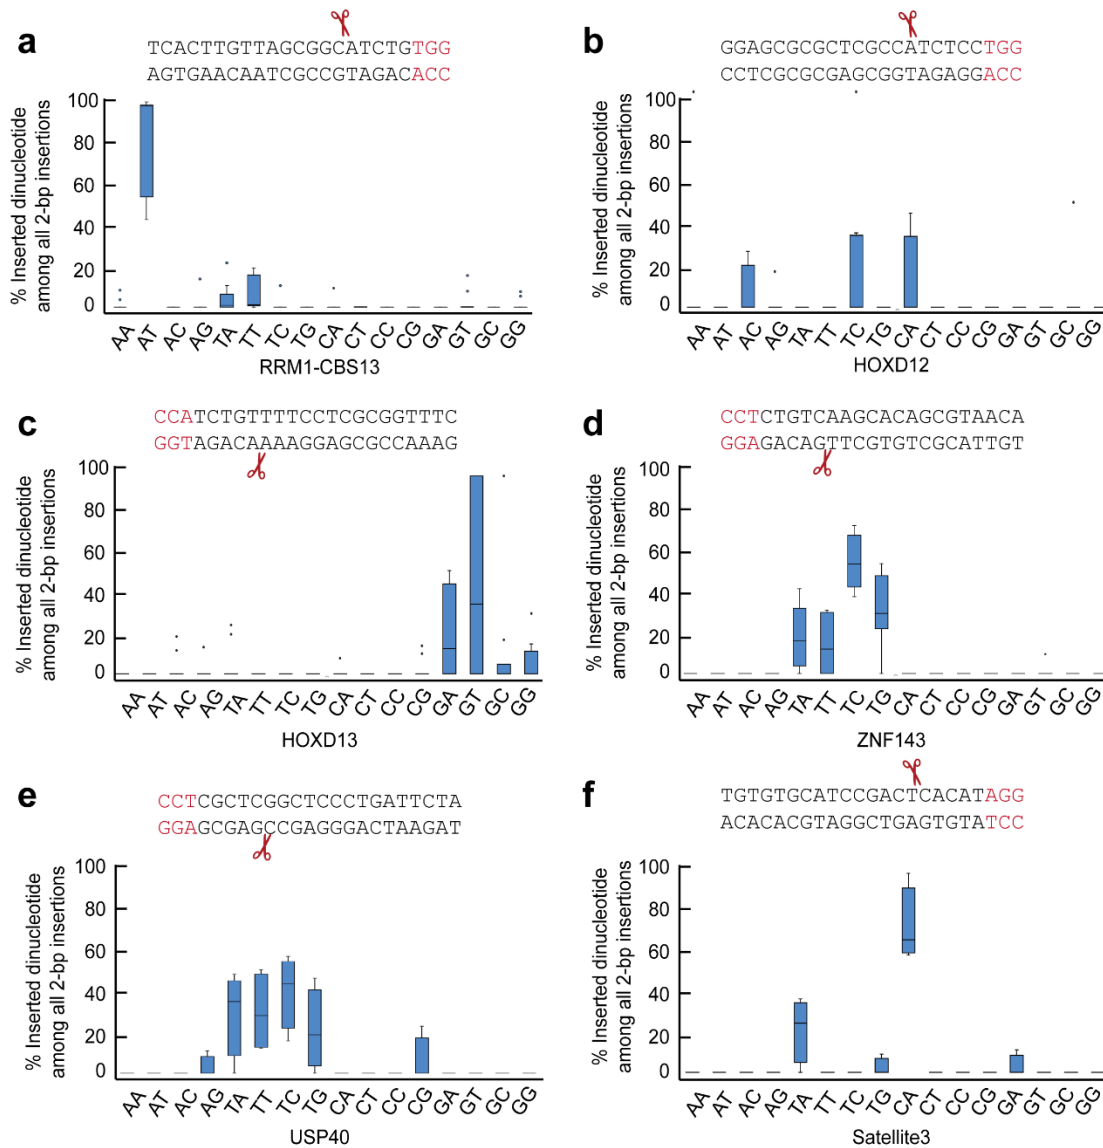 a
TCACTTGTTAGCGGCATCTGTGG
AGTGAACAATCGCCGTAGACACC
% Inserted dinucleotide
among all 2-bp insertions
100
80
60
40
20
0
AA AT AC AG TA TT TC TG CA CT CC CG GA GT GC GG
RRM1-CBS13
b
GGAGCGCGCTCGCCATCTCCTGG
CCTCGCGCGAGCGGTAGAGGACC
% Inserted dinucleotide
among all 2-bp insertions
100
80
60
40
20
0
AA AT AC AG TA TT TC TG CA CT CC CG GA GT GC GG
HOXD12
c
CCATCTGTTTTCCTCGCGGTTTC
GGTAGACAAAAGGAGCGCCAAAG
% Inserted dinucleotide
among all 2-bp insertions
100
80
60
40
20
0
AA AT AC AG TA TT TC TG CA CT CC CG GA GT GC GG
HOXD13
d
CCTCTGTCAAGCACAGCGTAACA
GGAGACAGTTCGTGTCGCATTGT
% Inserted dinucleotide
among all 2-bp insertions
100
80
60
40
20
0
AA AT AC AG TA TT TC TG CA CT CC CG GA GT GC GG
ZNF143
e
CCTCGCTCGGCTCCCTGATTCTA
GGAGCGAGCCGAGGGACTAAGAT
% Inserted dinucleotide
among all 2-bp insertions
100
80
60
40
20
0
AA AT AC AG TA TT TC TG CA CT CC CG GA GT GC GG
USP40
f
TGTGTGCATCCGACTCACATAGG
ACACACGTAGGCTGAGTGTATCC
% Inserted dinucleotide
among all 2-bp insertions
100
80
60
40
20
0
AA AT AC AG TA TT TC TG CA CT CC CG GA GT GC GG
Satellite3